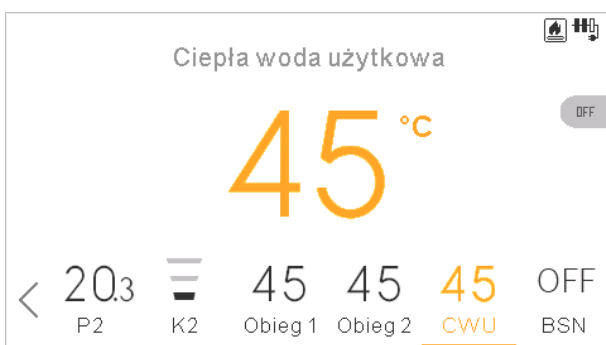 Ciepła woda użytkowa
45 °C
OFF
20.3 45 45 45 OFF
P2 K2 Obieg 1 Obieg 2 CWU BSN